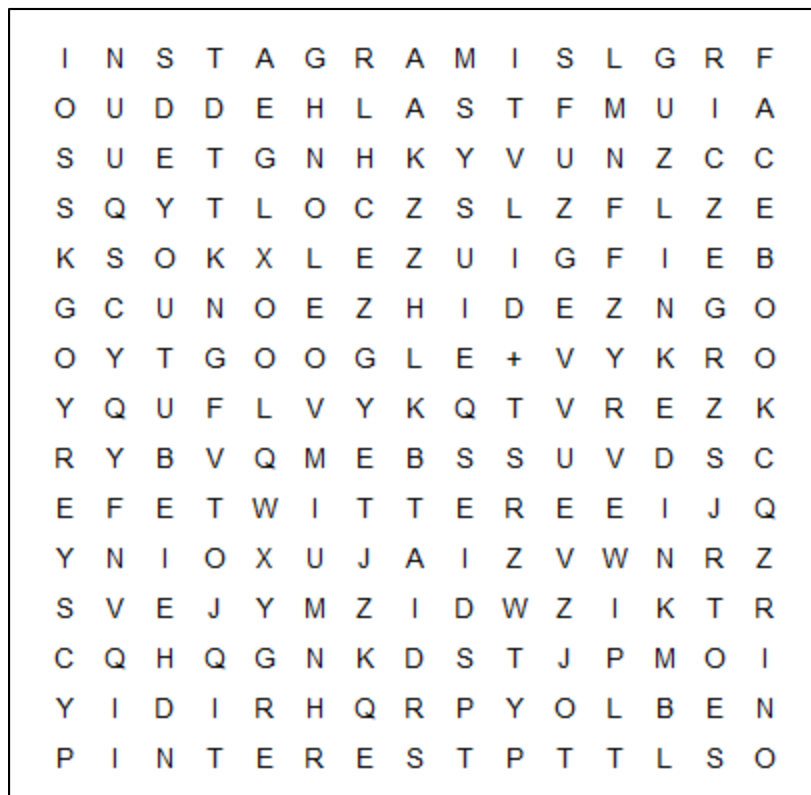 I N S T A G R A M I S L G R F
O U D D E H L A S T F M U I A
S U E T G N H K Y V U N Z C C
S Q Y T L O C Z S L Z F L Z E
K S O K X L E Z U I G F I E B
G C U N O E Z H I D E Z N G O
O Y T G O O G L E + V Y K R O
Y Q U F L V Y K Q T V R E Z K
R Y B V Q M E B S S U V D S C
E F E T W I T T E R E E I J Q
Y N I O X U J A I Z V W N R Z
S V E J Y M Z I D W Z I K T R
C Q H Q G N K D S T J P M O I
Y I D I R H Q R P Y O L B E N
P I N T E R E S T P T T L S O